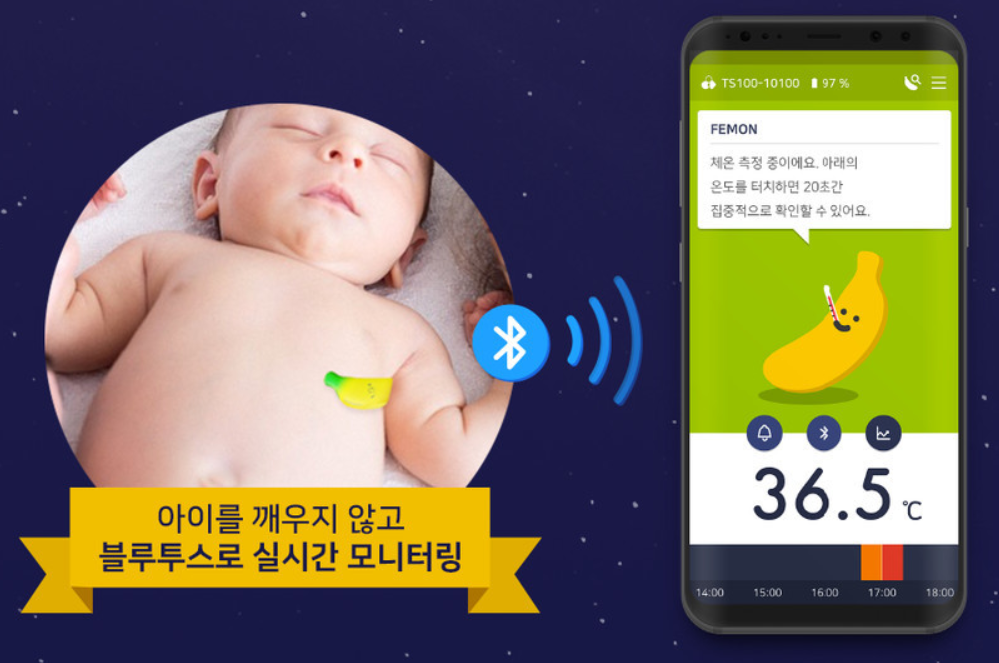 TS100-10100 97 %
FEMON
체온 측정 중이에요. 아래의
온도를 터치하면 20초간
집중적으로 확인할 수 있어요.
36.5 ℃
14:00 15:00 16:00 17:00 18:00
아이를 깨우지 않고
블루투스로 실시간 모니터링